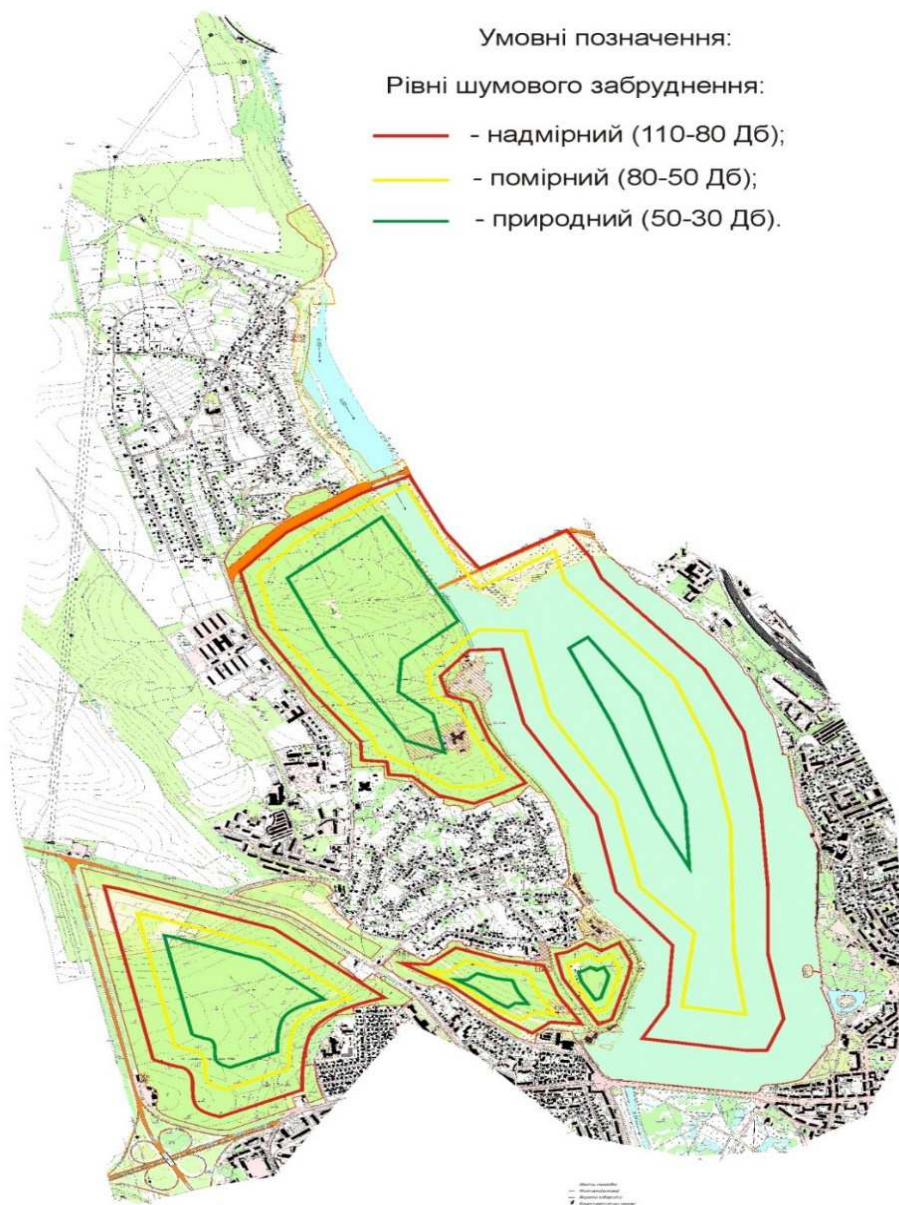 Умовні позначення:
Рівні шумового забруднення:
- надмірний (110-80 Дб);
- помірний (80-50 Дб);
- природний (50-30 Дб).